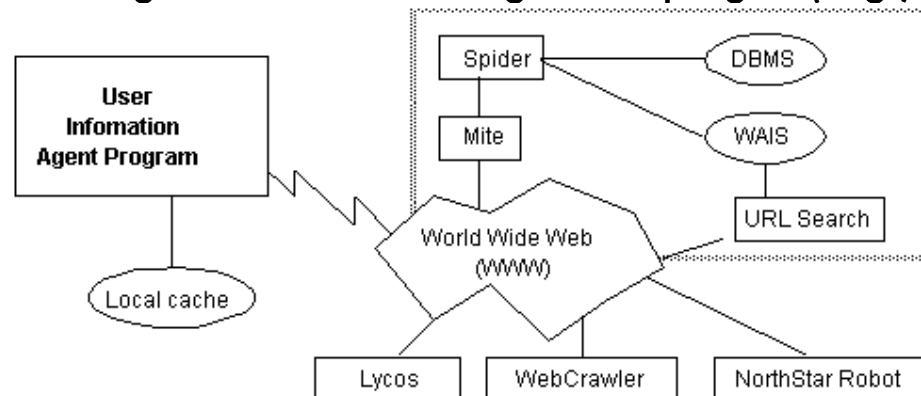 Spider
DBMS
User
Infomation
Agent Program
Mite
WAIS
URL Search
World Wide Web
(WWW)
Local cache
Lycos
WebCrawler
NorthStar Robot